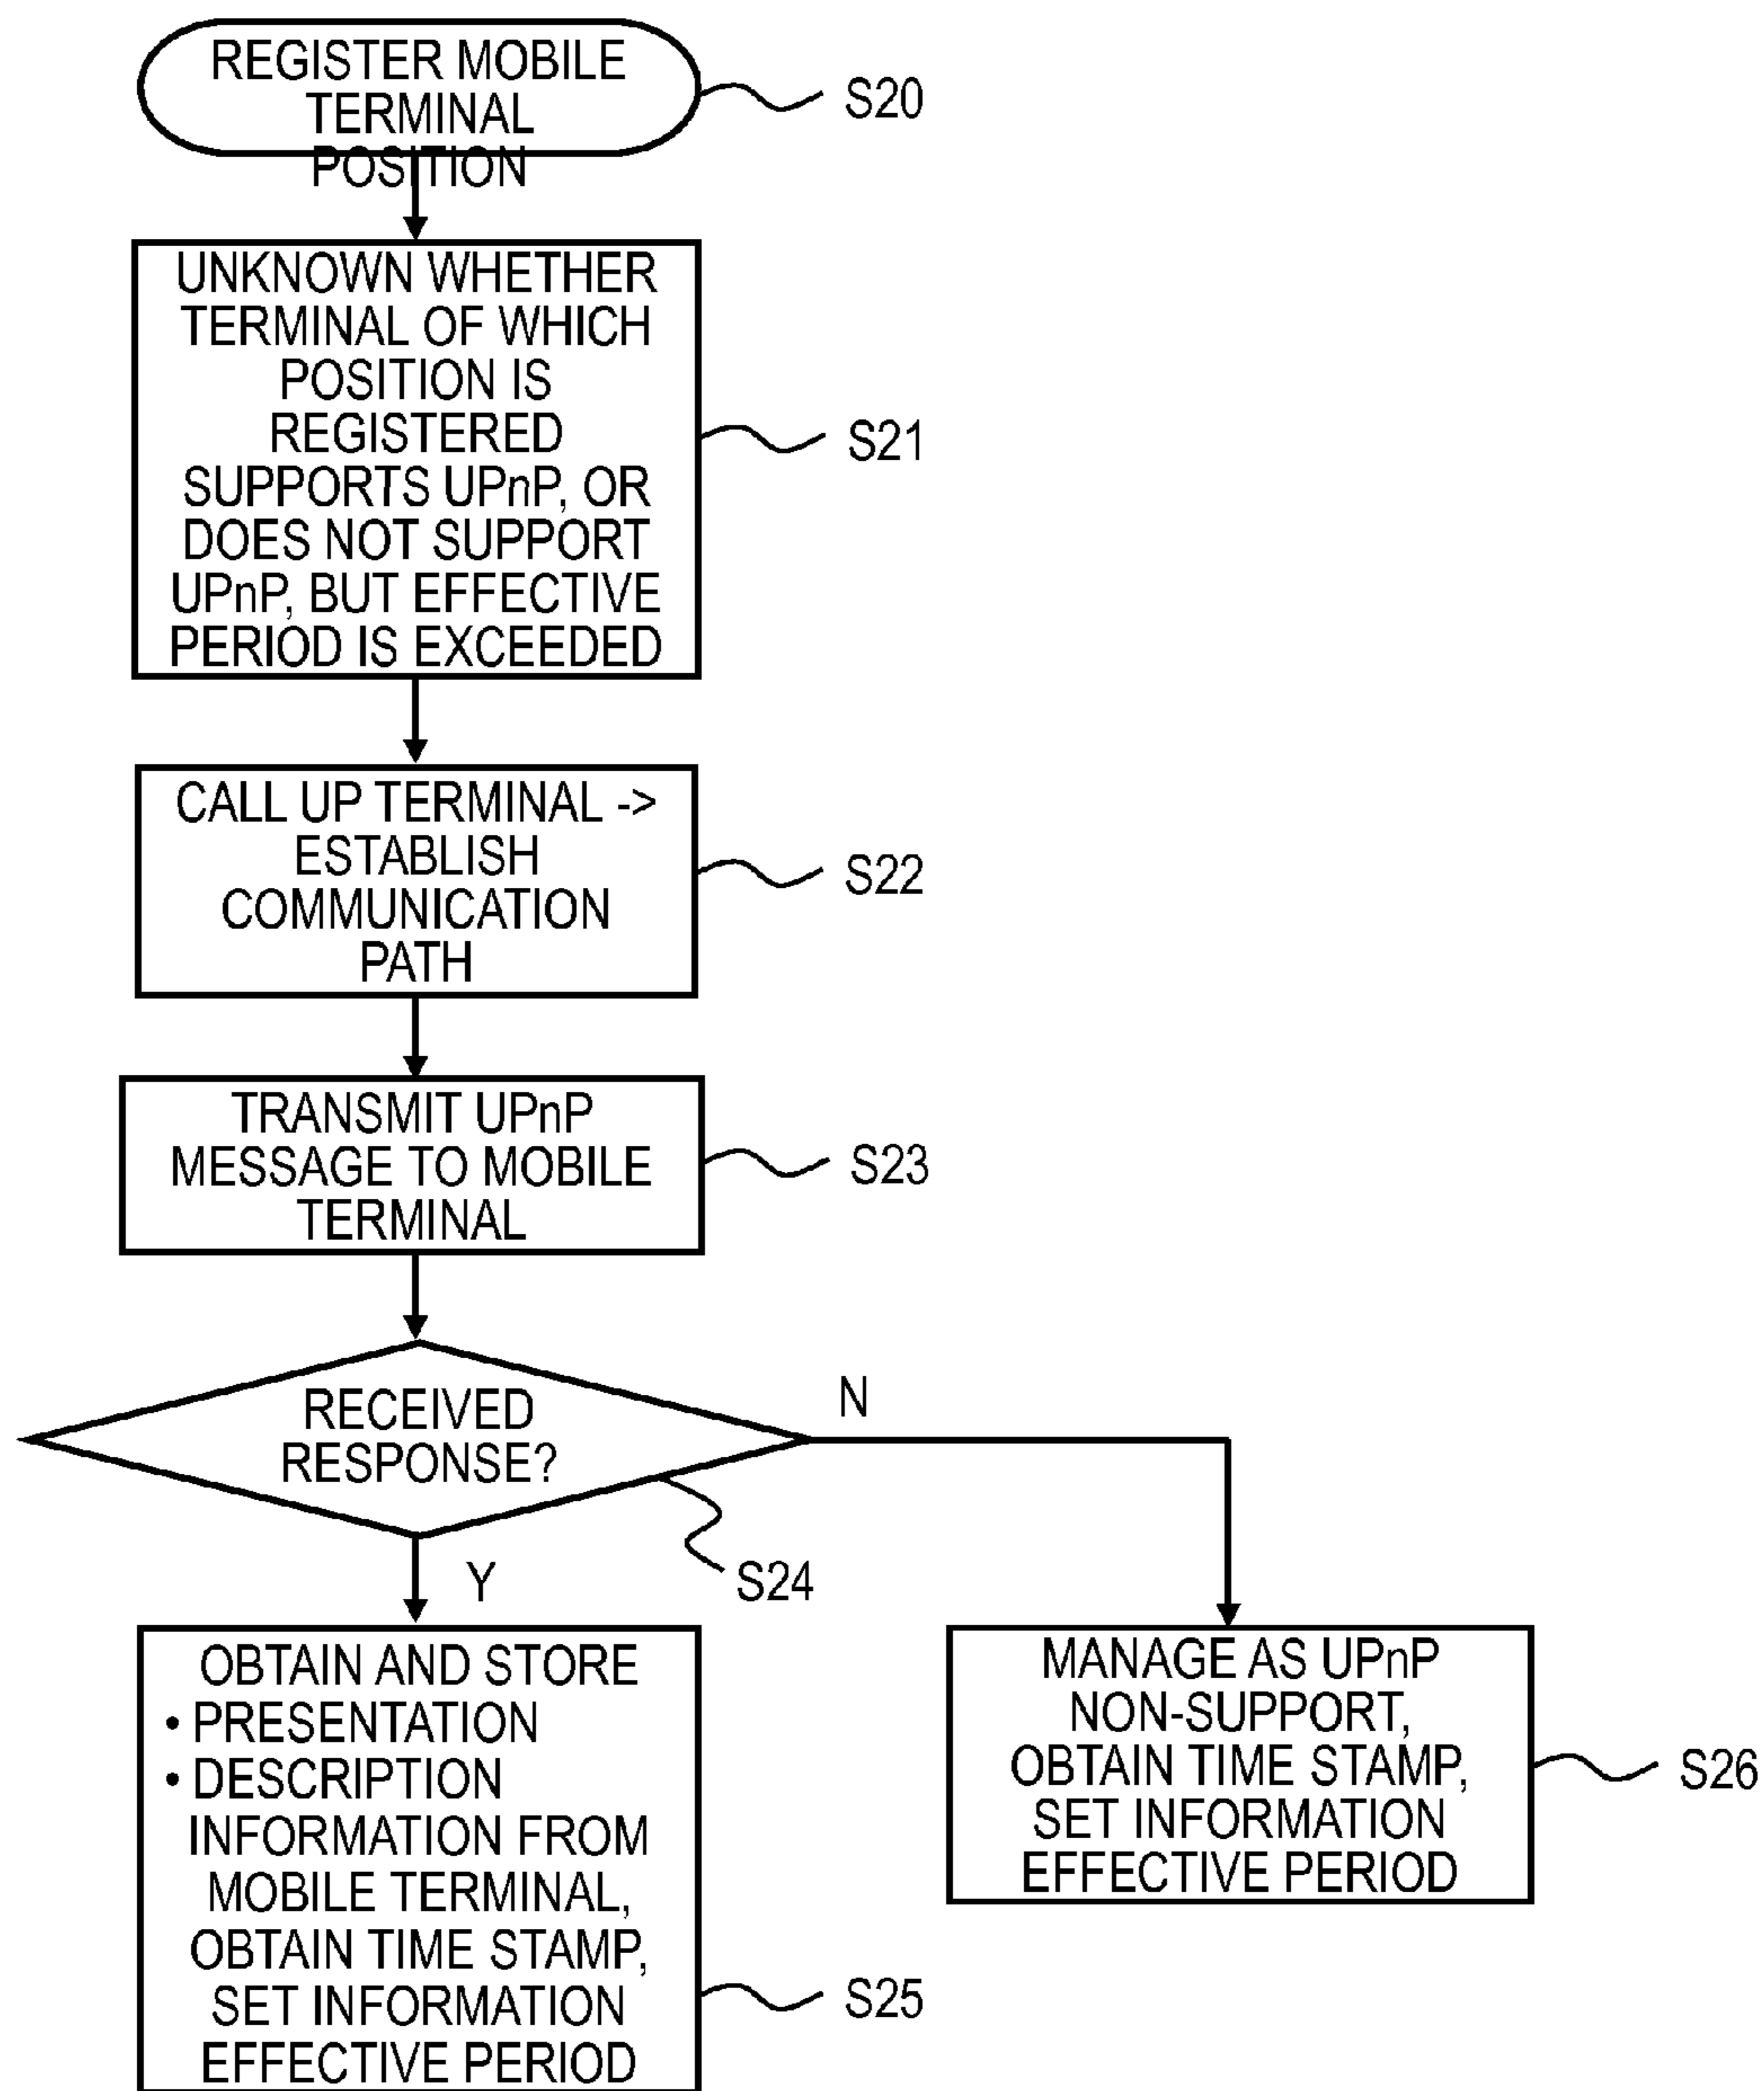 REGISTER MOBILE
TERMINAL
POSITION
S20
UNKNOWN WHETHER
TERMINAL OF WHICH
POSITION IS
REGISTERED
SUPPORTS UPnP, OR
DOES NOT SUPPORT
UPnP, BUT EFFECTIVE
PERIOD IS EXCEEDED
S21
CALL UP TERMINAL ->
ESTABLISH
COMMUNICATION
PATH
S22
TRANSMIT UPnP
MESSAGE TO MOBILE
TERMINAL
S23
RECEIVED
RESPONSE?
N
Y
S24
OBTAIN AND STORE
• PRESENTATION
• DESCRIPTION
INFORMATION FROM
MOBILE TERMINAL,
OBTAIN TIME STAMP,
SET INFORMATION
EFFECTIVE PERIOD
S25
MANAGE AS UPnP
NON-SUPPORT,
OBTAIN TIME STAMP,
SET INFORMATION
EFFECTIVE PERIOD
S26